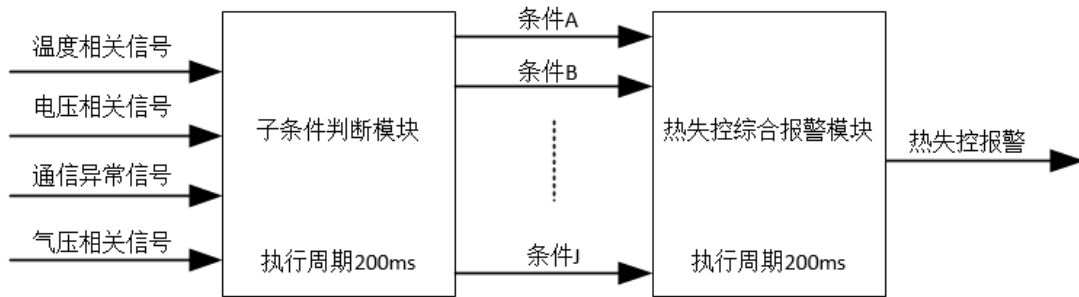 温度相关信号
电压相关信号
通信异常信号
气压相关信号
子条件判断模块
执行周期200ms
条件A
条件B
条件J
热失控综合报警模块
执行周期200ms
热失控报警